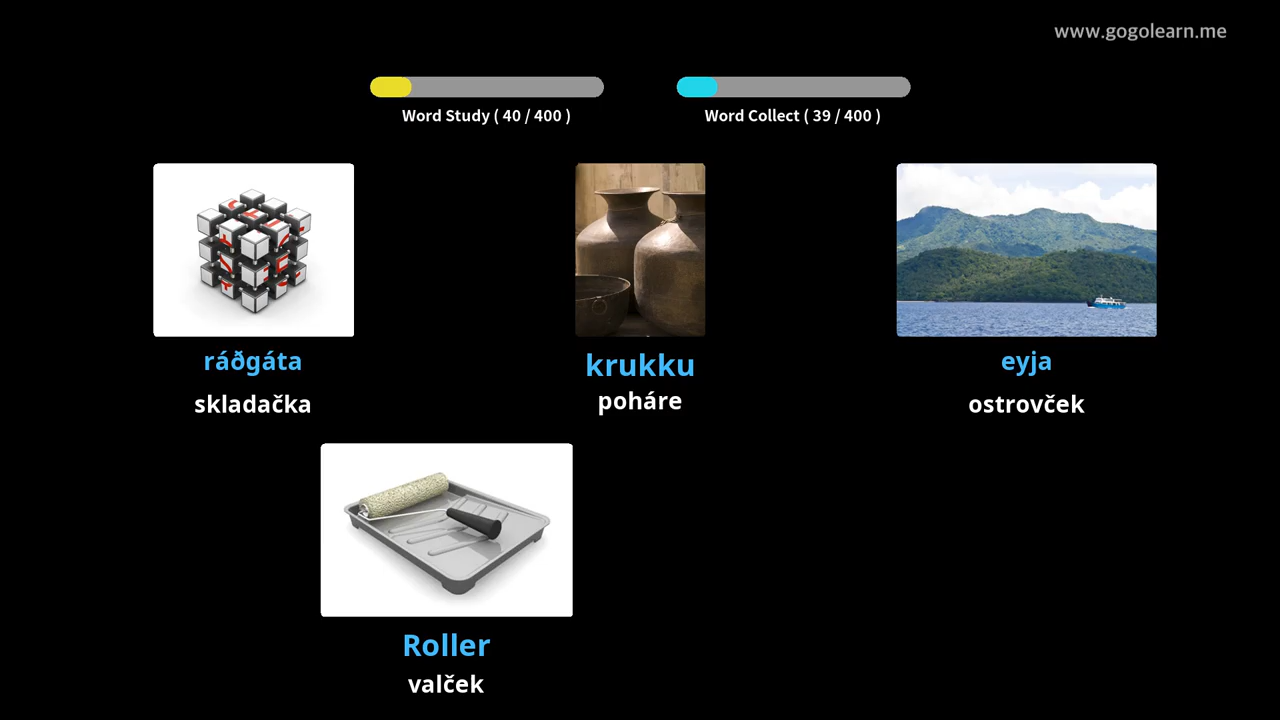 www.gogolearn.me
Word Study ( 40 / 400 )
Word Collect ( 39 / 400 )
ráðgáta
krukku
eyja
skladačka
poháre
ostrovček
Roller
valček